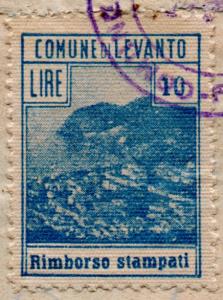 COMUNE DI LEVANTO
LIRE 10
Rimborso stampati